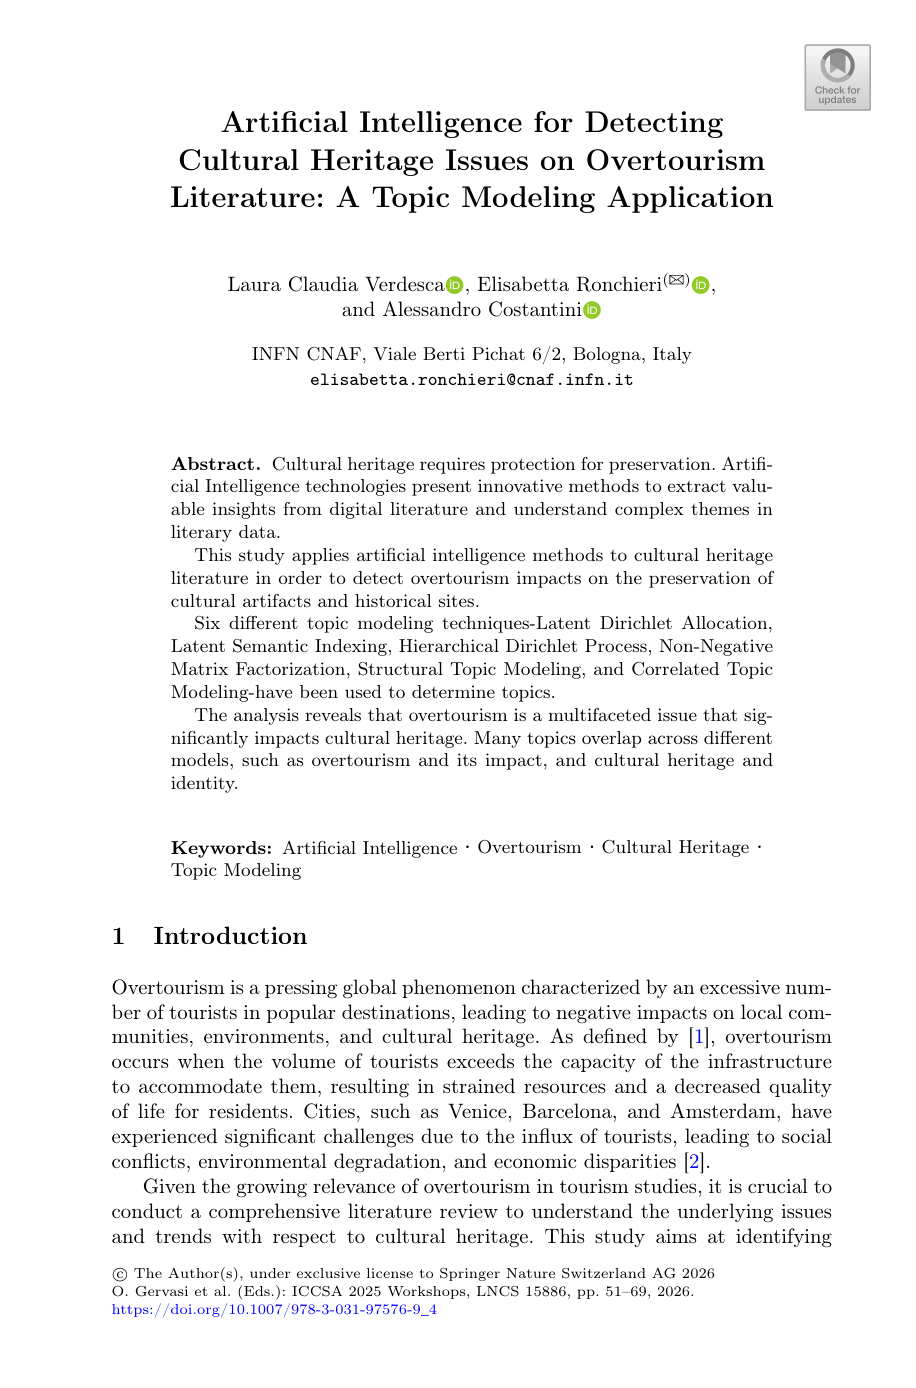 Check for
updates
Artificial Intelligence for Detecting
Cultural Heritage Issues on Overtourism
Literature: A Topic Modeling Application
Laura Claudia Verdesca, Elisabetta Ronchieri(✉),
and Alessandro Costantini
INFN CNAF, Viale Berti Pichat 6/2, Bologna, Italy
elisabetta.ronchieri@cnaf.infn.it
Abstract. Cultural heritage requires protection for preservation. Artifi-
cial Intelligence technologies present innovative methods to extract valu-
able insights from digital literature and understand complex themes in
literary data.
This study applies artificial intelligence methods to cultural heritage
literature in order to detect overtourism impacts on the preservation of
cultural artifacts and historical sites.
Six different topic modeling techniques-Latent Dirichlet Allocation,
Latent Semantic Indexing, Hierarchical Dirichlet Process, Non-Negative
Matrix Factorization, Structural Topic Modeling, and Correlated Topic
Modeling-have been used to determine topics.
The analysis reveals that overtourism is a multifaceted issue that sig-
nificantly impacts cultural heritage. Many topics overlap across different
models, such as overtourism and its impact, and cultural heritage and
identity.
Keywords: Artificial Intelligence · Overtourism · Cultural Heritage ·
Topic Modeling
1 Introduction
Overtourism is a pressing global phenomenon characterized by an excessive num-
ber of tourists in popular destinations, leading to negative impacts on local com-
munities, environments, and cultural heritage. As defined by [1], overtourism
occurs when the volume of tourists exceeds the capacity of the infrastructure
to accommodate them, resulting in strained resources and a decreased quality
of life for residents. Cities, such as Venice, Barcelona, and Amsterdam, have
experienced significant challenges due to the influx of tourists, leading to social
conflicts, environmental degradation, and economic disparities [2].
Given the growing relevance of overtourism in tourism studies, it is crucial to
conduct a comprehensive literature review to understand the underlying issues
and trends with respect to cultural heritage. This study aims at identifying
© The Author(s), under exclusive license to Springer Nature Switzerland AG 2026
O. Gervasi et al. (Eds.): ICCSA 2025 Workshops, LNCS 15886, pp. 51–69, 2026.
https://doi.org/10.1007/978-3-031-97576-9_4